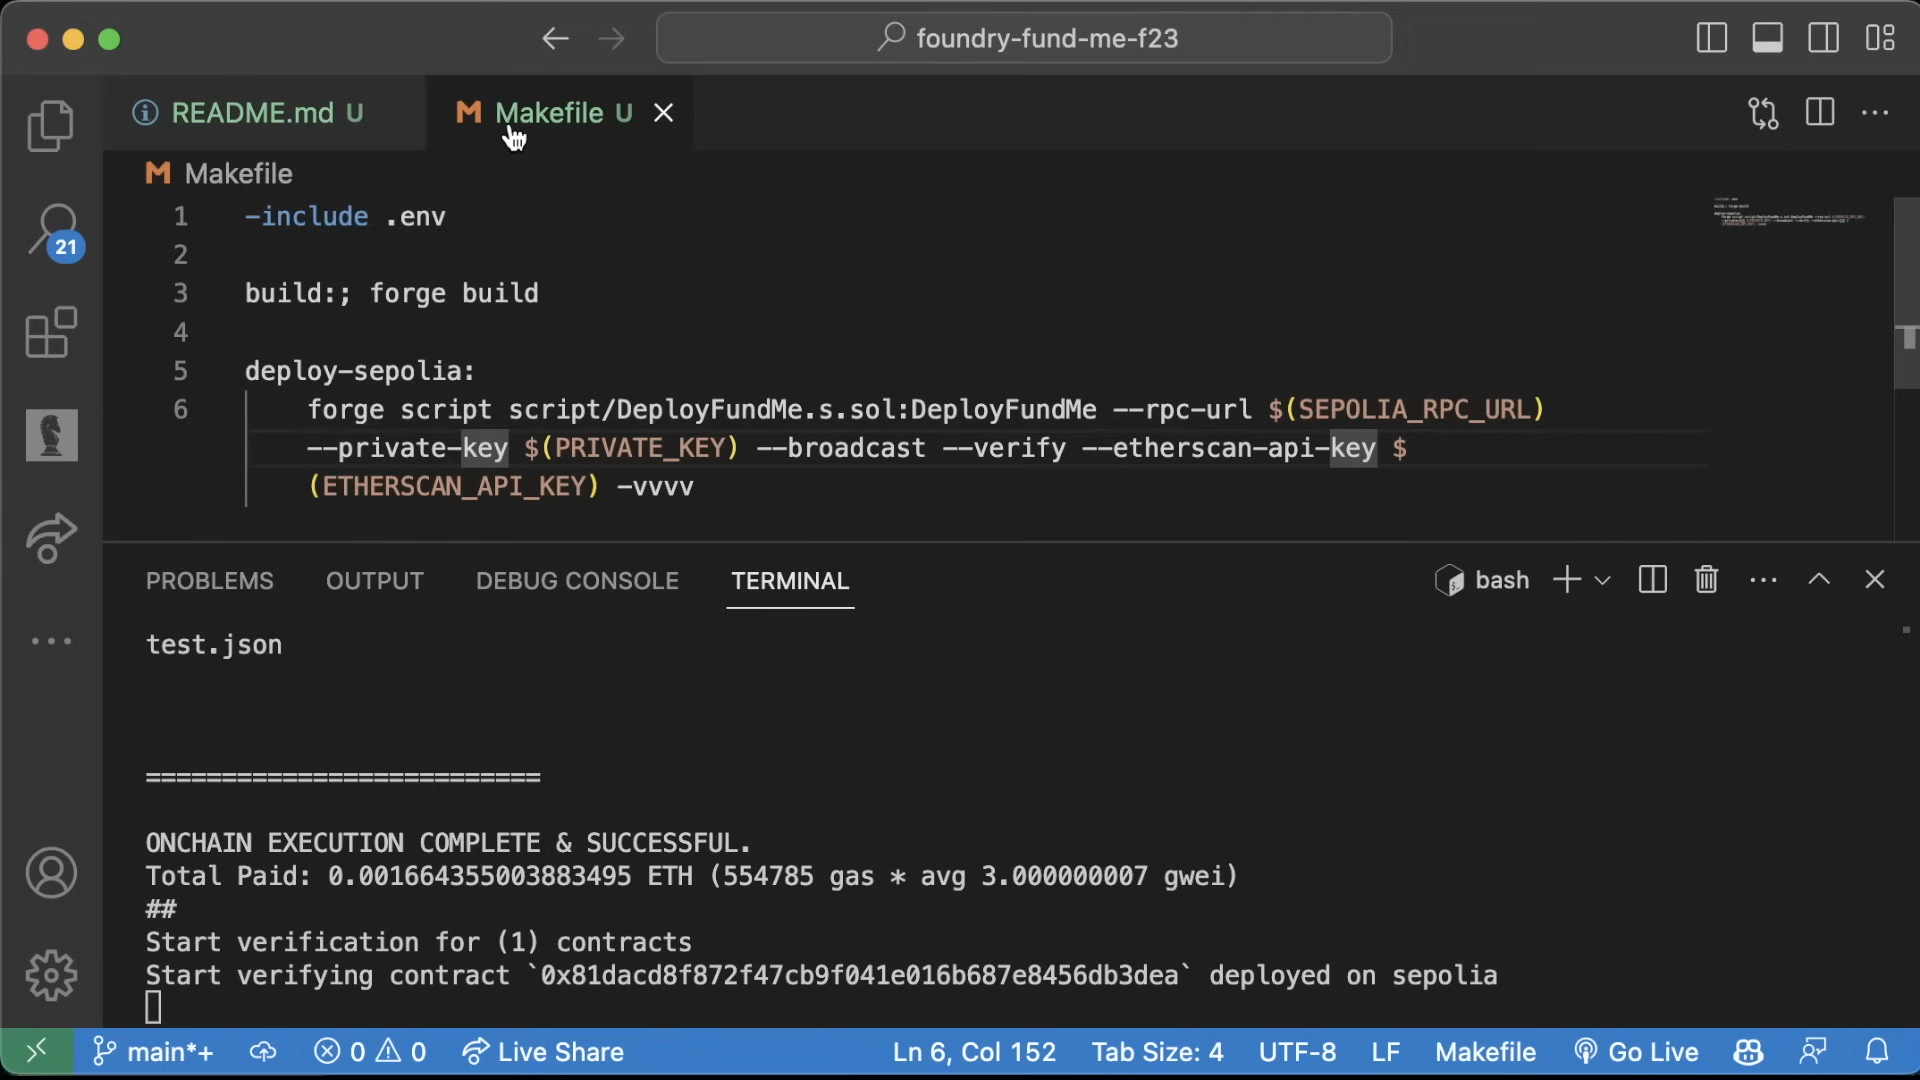 foundry-fund-me-f23
README.md U
M Makefile U
M Makefile
1 -include .env
2
3 build:; forge build
4
5 deploy-sepolia:
6 forge script script/DeployFundMe.s.sol:DeployFundMe --rpc-url $(SEPOLIA_RPC_URL)
--private-key $(PRIVATE_KEY) --broadcast --verify --etherscan-api-key $
(ETHERSCAN_API_KEY) -vvvv
21
PROBLEMS OUTPUT DEBUG CONSOLE TERMINAL bash
test.json
==========================
ONCHAIN EXECUTION COMPLETE & SUCCESSFUL.
Total Paid: 0.001664355003883495 ETH (554785 gas * avg 3.000000007 gwei)
##
Start verification for (1) contracts
Start verifying contract `0x81dacd8f872f47cb9f041e016b687e8456db3dea` deployed on sepolia
main*+ 0 0 Live Share Ln 6, Col 152 Tab Size: 4 UTF-8 LF Makefile Go Live